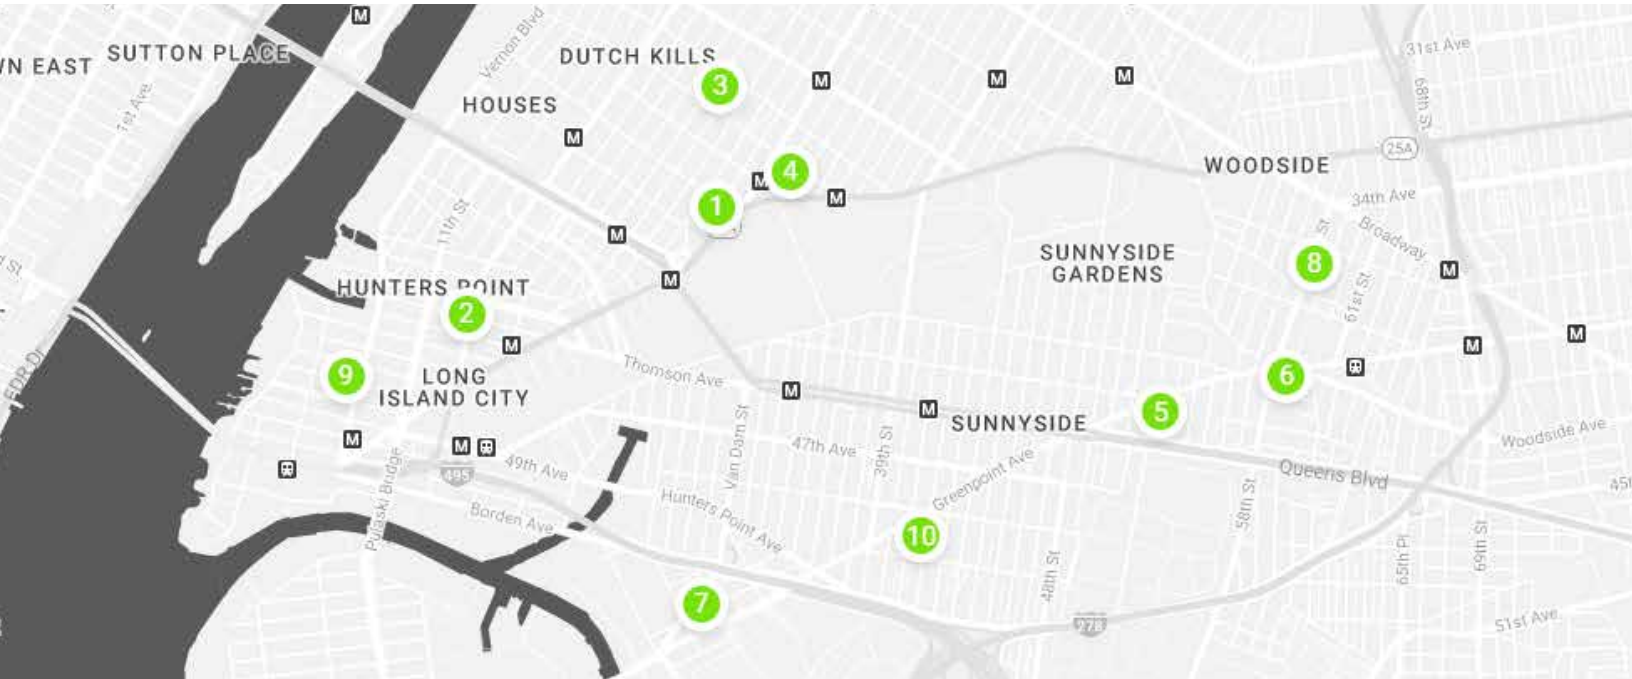 M
31st Ave
Vernon Blvd
SUTTON PLACE
DUTCH KILLS
WN EAST
M
M
M
3
68th St
1st Ave
HOUSES
M
25A
WOODSIDE
4
M
M
34th Ave
1
11th St
St
Broadway
M
SUNNYSIDE
GARDENS
8
M
d St
M
HUNTERS POINT
61st St
2
M
M
M
FDR Dr
9
LONG
ISLAND CITY
Thomson Ave
M
6
M
5
SUNNYSIDE
Van Dam St
47th Ave
39th St
Woodside Ave
M
M
49th Ave
495
Greenpoint Ave
Queens Blvd
45t
Pulaski Bridge
Borden Ave
Hunters Point Ave
58th St
10
48th St
65th Pl
69th St
7
278
51st Ave